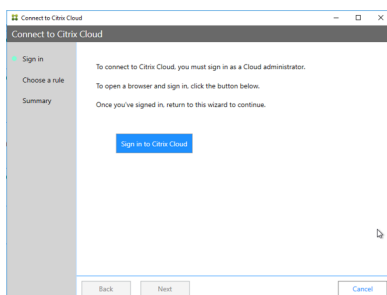 Connect to Citrix Cloud
Connect to Citrix Cloud
Sign in
Choose a rule
Summary
To connect to Citrix Cloud, you must sign in as a Cloud administrator.
To open a browser and sign in, click the button below.
Once you've signed in, return to this wizard to continue.
Sign in to Citrix Cloud
Back
Next
Cancel